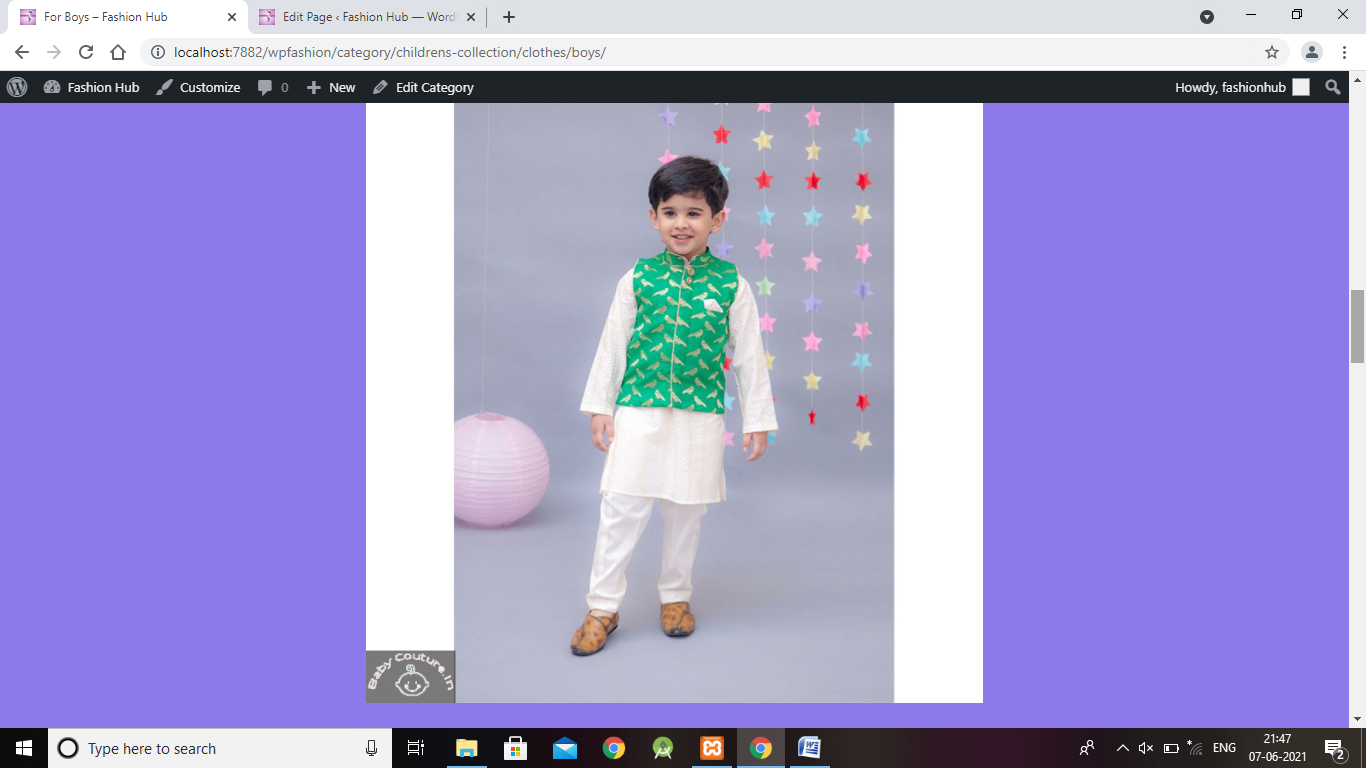 For Boys – Fashion Hub
Edit Page ‹ Fashion Hub — Word
localhost:7882/wpfashion/category/childrens-collection/clothes/boys/
Fashion Hub Customize 0 New Edit Category Howdy, fashionhub
Baby Couture.In
Type here to search
ENG
21:47
07-06-2021
2